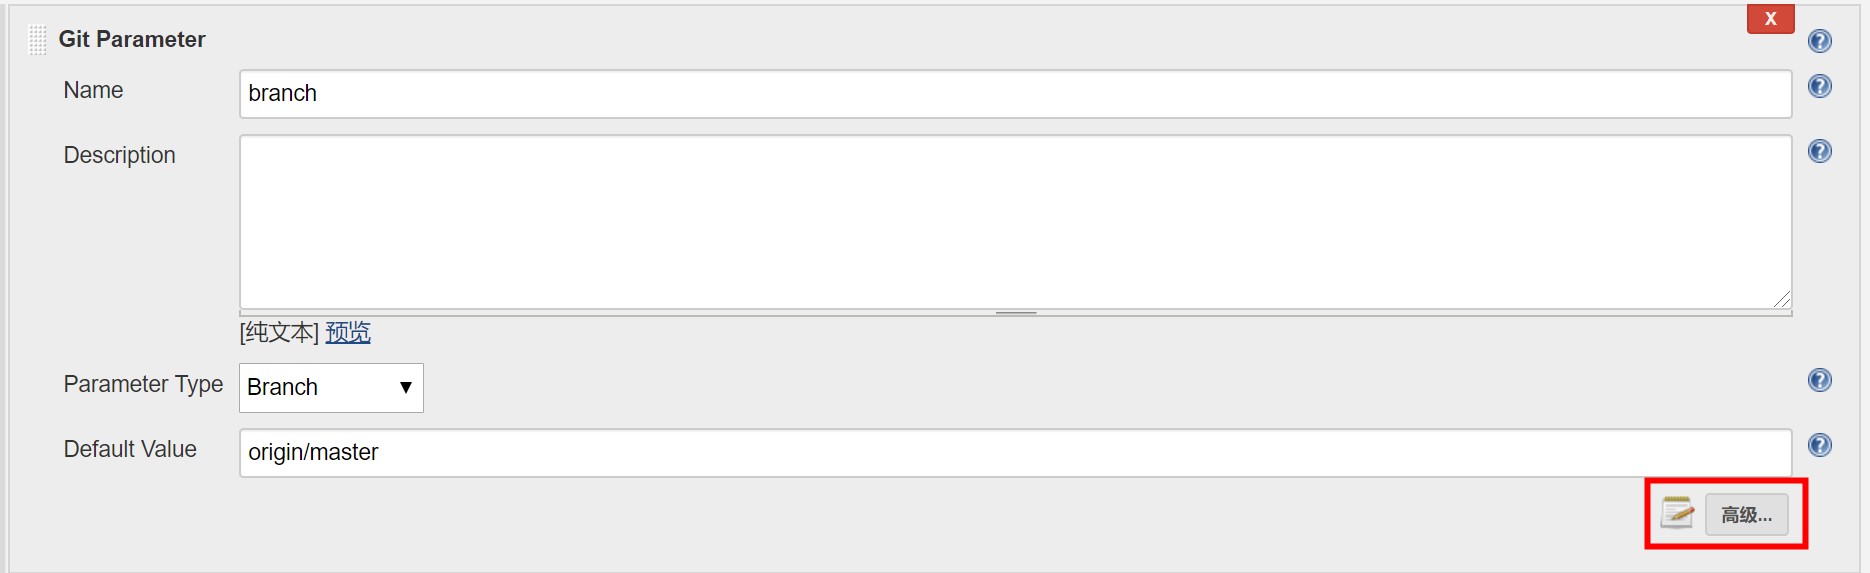 X
Git Parameter
Name
branch
Description
[纯文本] 预览
Parameter Type
Branch
Default Value
origin/master
高级...